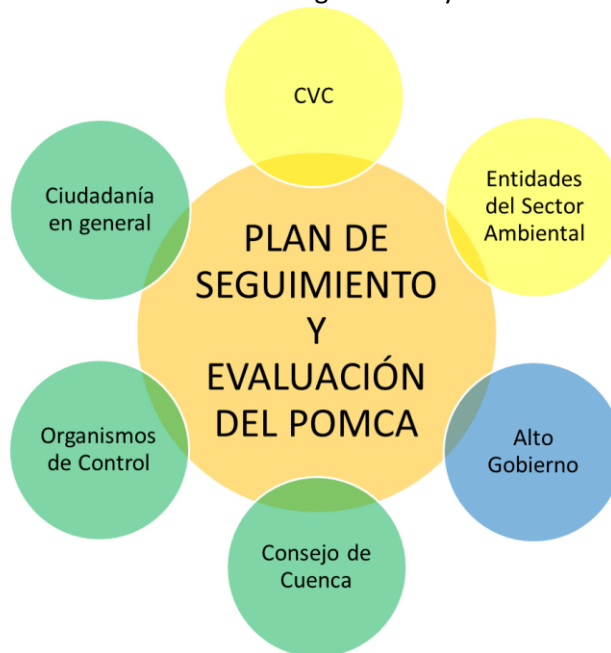 CVC
Entidades
del Sector
Ambiental
Ciudadanía
en general
PLAN DE
SEGUIMIENTO
Y
EVALUACIÓN
DEL POMCA
Organismos
de Control
Alto
Gobierno
Consejo de
Cuenca